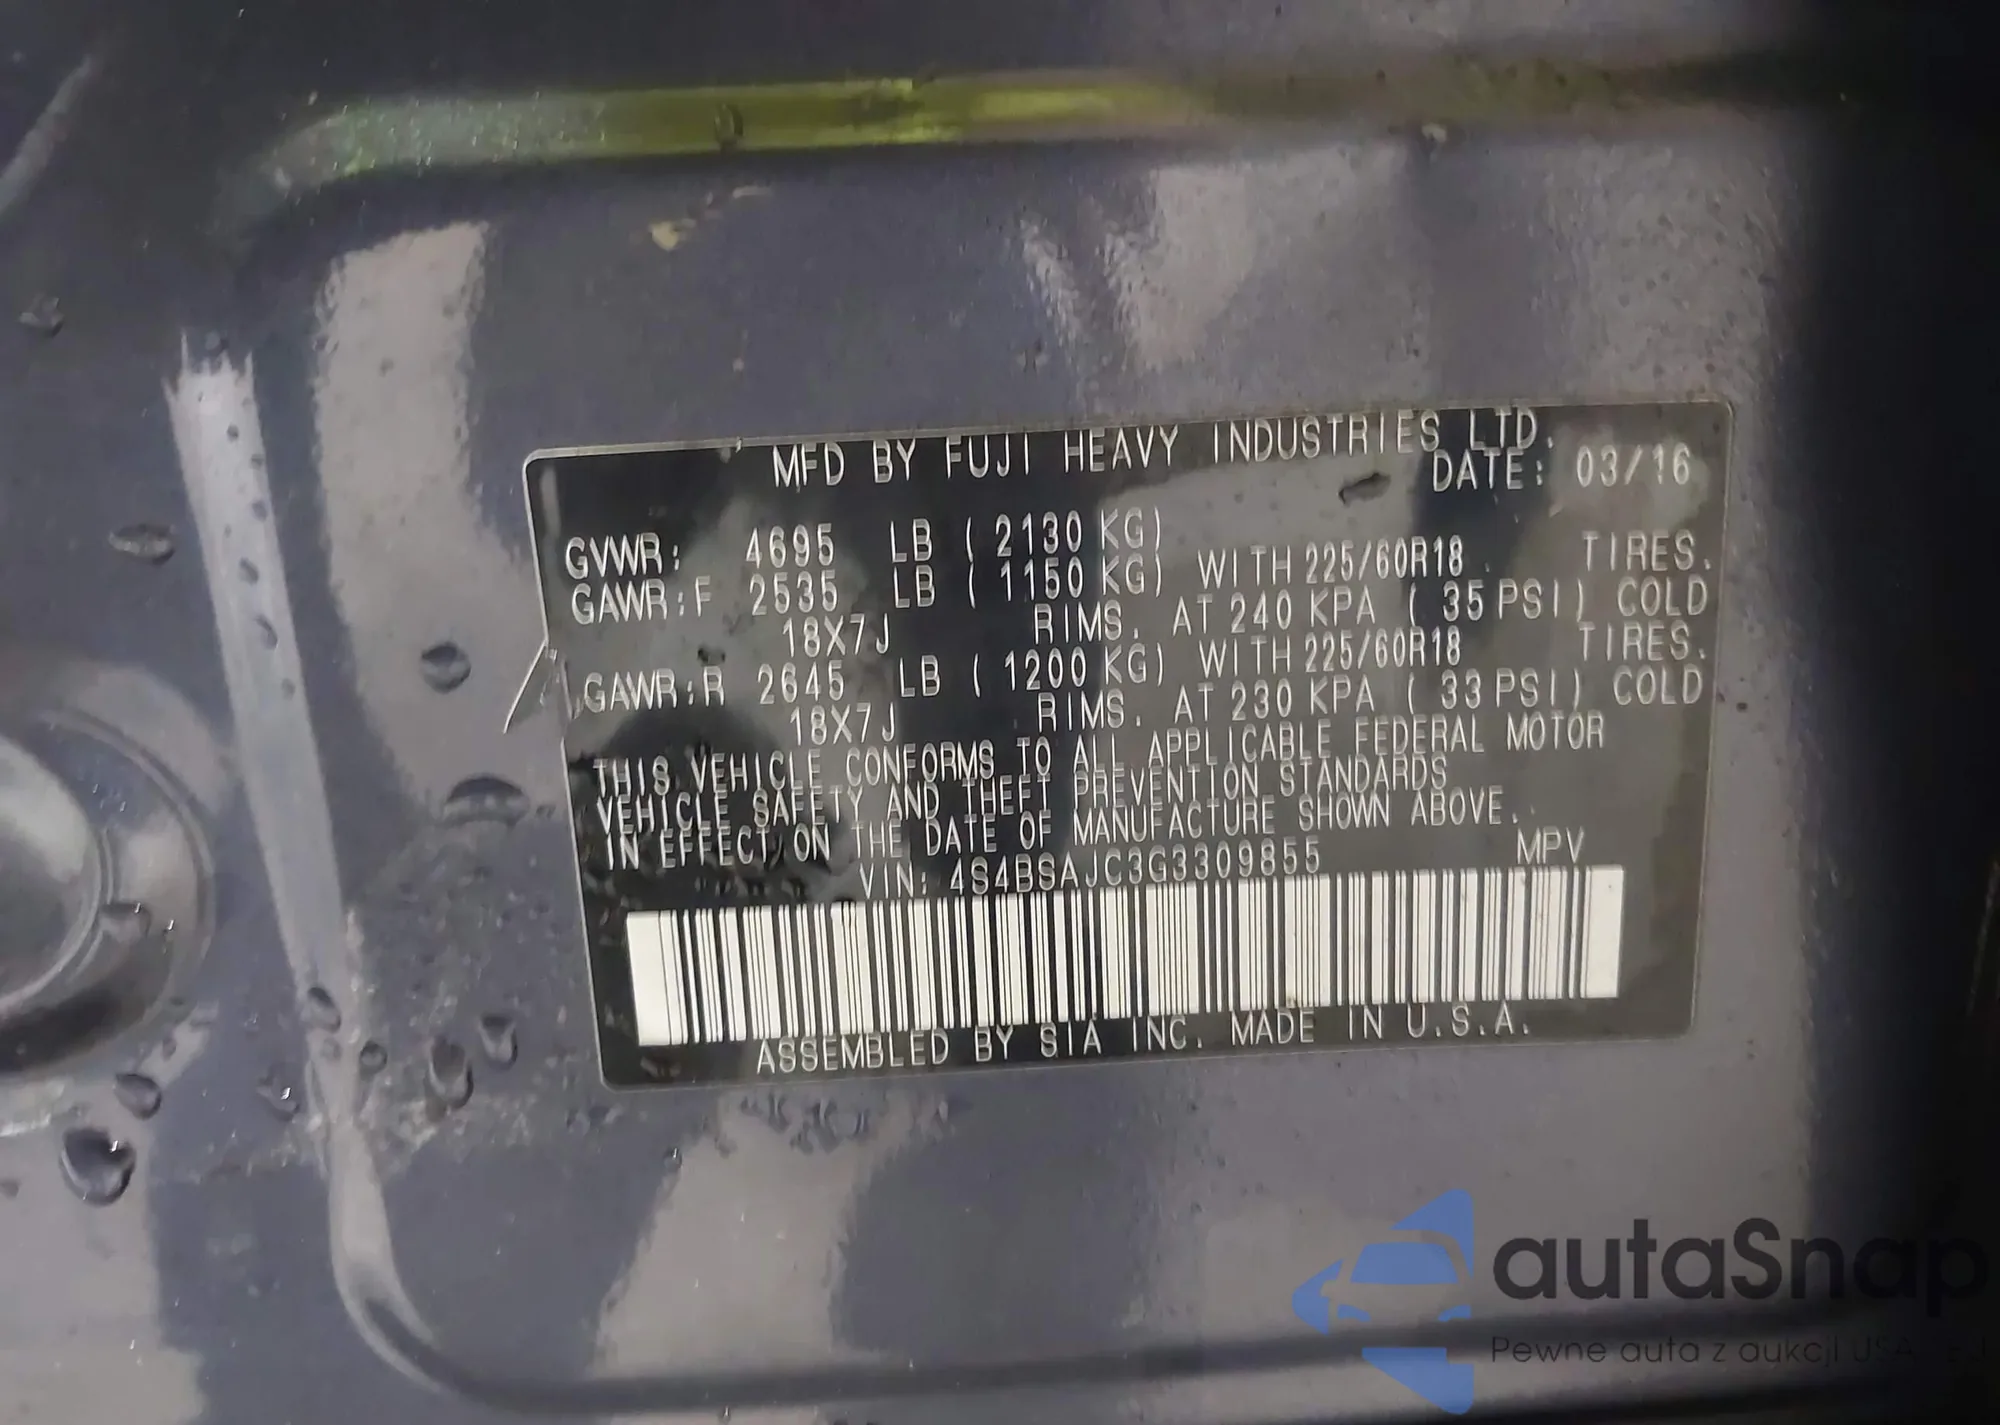 MFD BY FUJI HEAVY INDUSTRIES LTD.
DATE: 03/16
GVWR: 4695 LB ( 2130 KG)
GAWR:F 2535 LB ( 1150 KG) WITH 225/60R18 TIRES.
18X7J RIMS. AT 240 KPA ( 35 PSI) COLD
GAWR:R 2645 LB ( 1200 KG) WITH 225/60R18 TIRES.
18X7J RIMS. AT 230 KPA ( 33 PSI) COLD
THIS VEHICLE CONFORMS TO ALL APPLICABLE FEDERAL MOTOR
VEHICLE SAFETY AND THEFT PREVENTION STANDARDS
IN EFFECT ON THE DATE OF MANUFACTURE SHOWN ABOVE.
VIN: 4S4BSAJC3G3309855 MPV
ASSEMBLED BY SIA INC. MADE IN U.S.A.
autaSnap
Pewne auta z aukcji USA